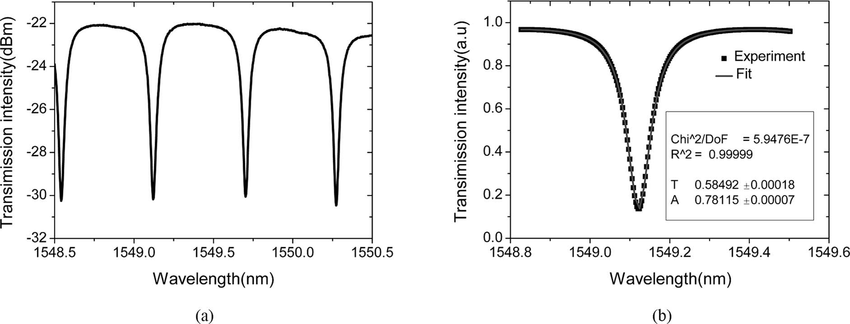 (a)
Transimission intensity(dBm)
-22
-24
-26
-28
-30
-32
1548.5 1549.0 1549.5 1550.0 1550.5
Wavelength(nm)
(a)
(b)
Transimission intensity(a.u)
1.0
0.8
0.6
0.4
0.2
0.0
1548.8 1549.0 1549.2 1549.4 1549.6
Wavelength(nm)
Experiment
Fit
Chi^2/DoF = 5.9476E-7
R^2 = 0.99999
T 0.58492 ±0.00018
A 0.78115 ±0.00007
(b)